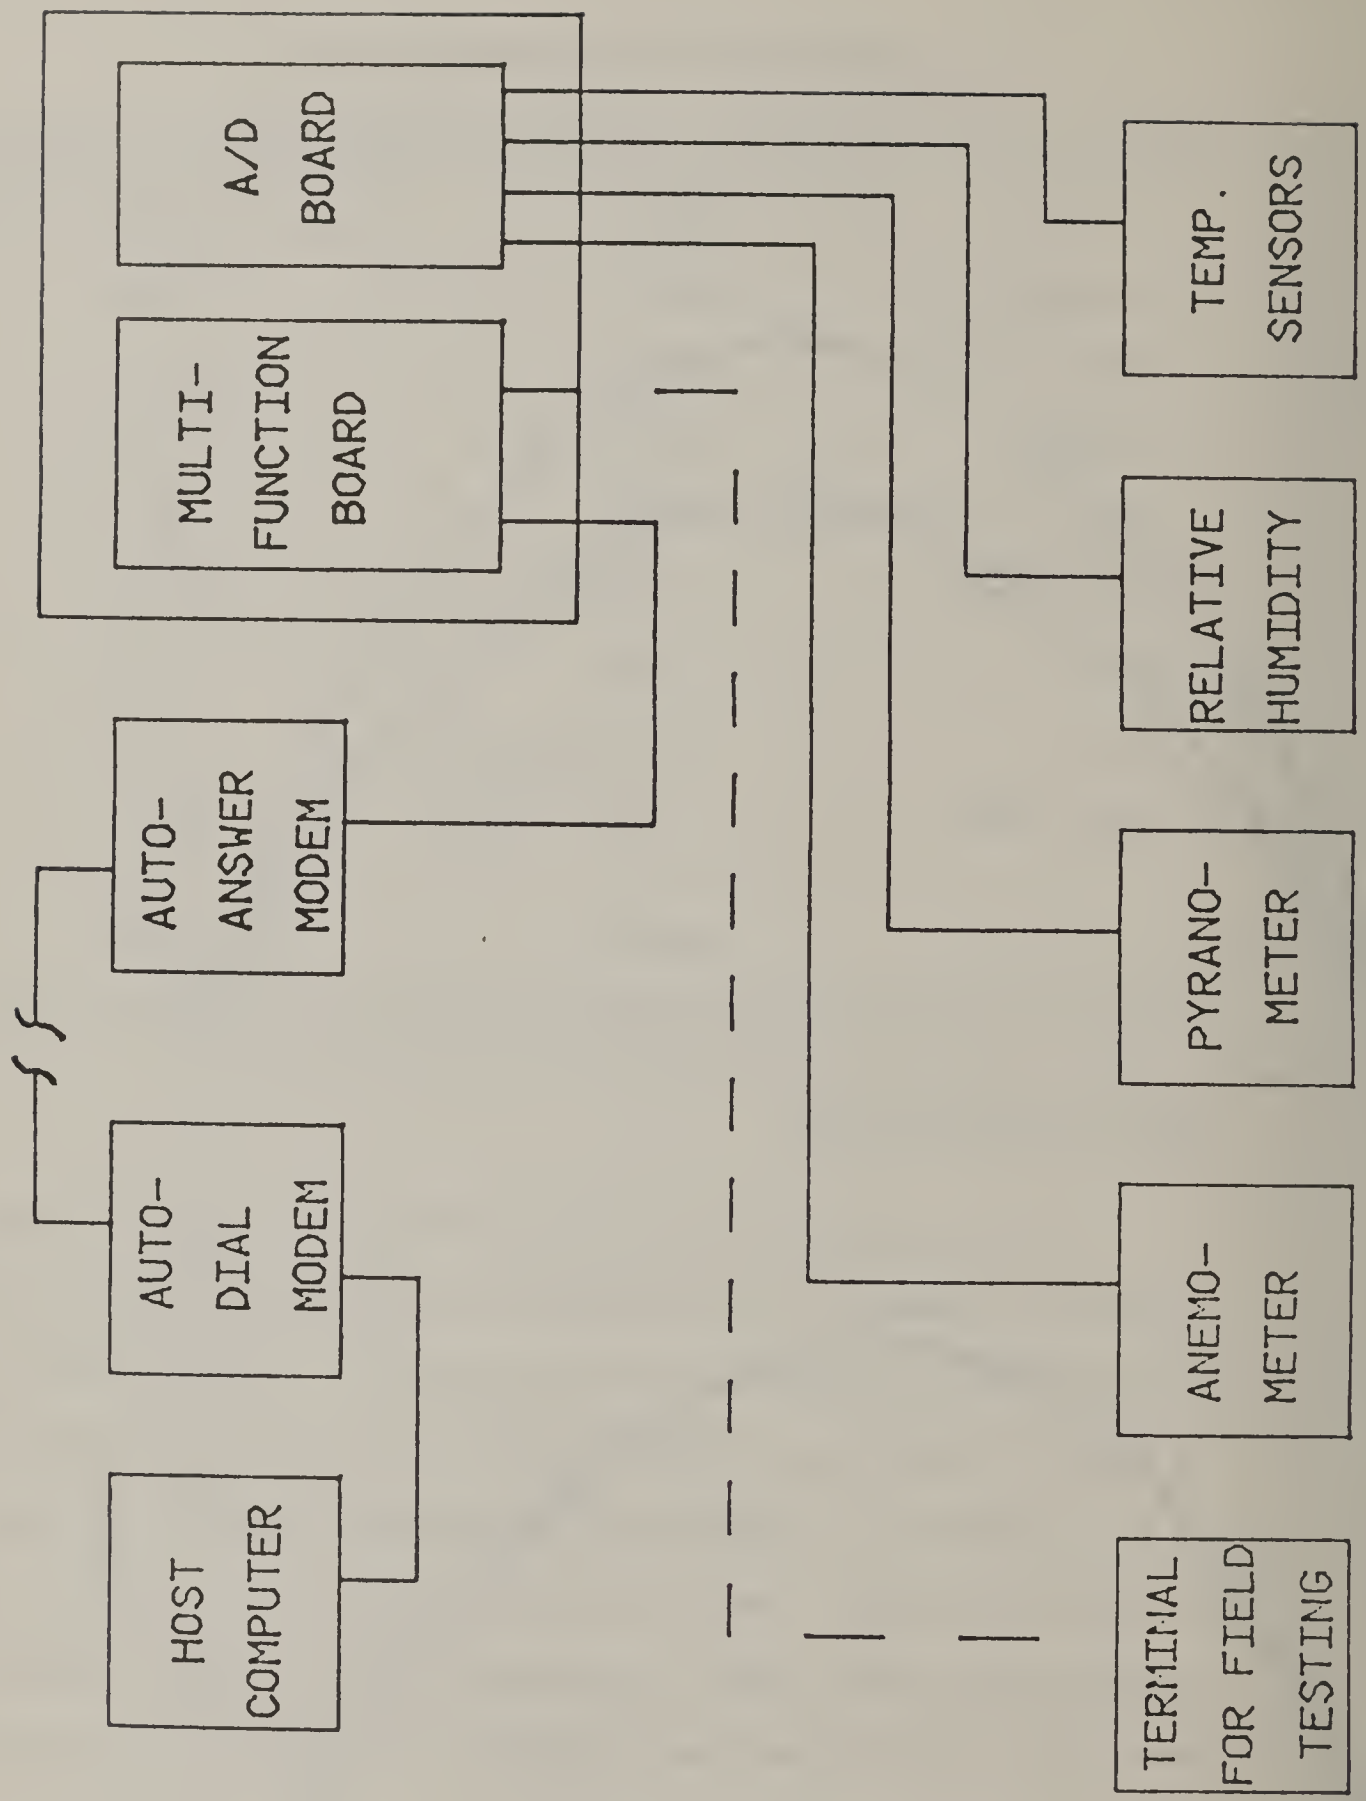 HOST
COMPUTER
AUTO-
DIAL
MODEM
AUTO-
ANSWER
MODEM
MULTI-
FUNCTION
BOARD
A/D
BOARD
TERMINAL
FOR FIELD
TESTING
ANEMO-
METER
PYRANO-
METER
RELATIVE
HUMIDITY
TEMP.
SENSORS